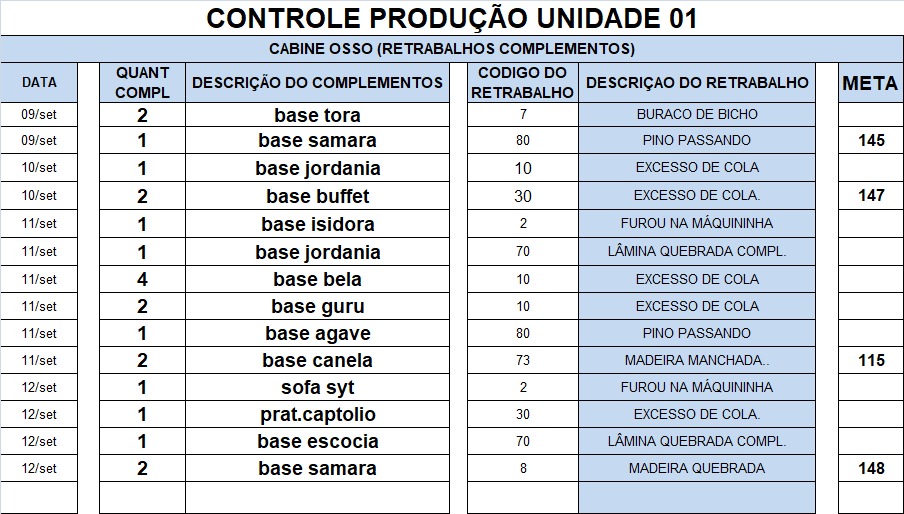 CONTROLE PRODUÇÃO UNIDADE 01
CABINE OSSO (RETRABALHOS COMPLEMENTOS)
DATA QUANT COMPL DESCRIÇÃO DO COMPLEMENTOS CODIGO DO RETRABALHO DESCRIÇAO DO RETRABALHO META
09/set 2 base tora 7 BURACO DE BICHO
09/set 1 base samara 80 PINO PASSANDO 145
10/set 1 base jordania 10 EXCESSO DE COLA
10/set 2 base buffet 30 EXCESSO DE COLA. 147
11/set 1 base isidora 2 FUROU NA MÁQUININHA
11/set 1 base jordania 70 LÂMINA QUEBRADA COMPL.
11/set 4 base bela 10 EXCESSO DE COLA
11/set 2 base guru 10 EXCESSO DE COLA
11/set 1 base agave 80 PINO PASSANDO
11/set 2 base canela 73 MADEIRA MANCHADA.. 115
12/set 1 sofa syt 2 FUROU NA MÁQUININHA
12/set 1 prat.captolio 30 EXCESSO DE COLA.
12/set 1 base escocia 70 LÂMINA QUEBRADA COMPL.
12/set 2 base samara 8 MADEIRA QUEBRADA 148